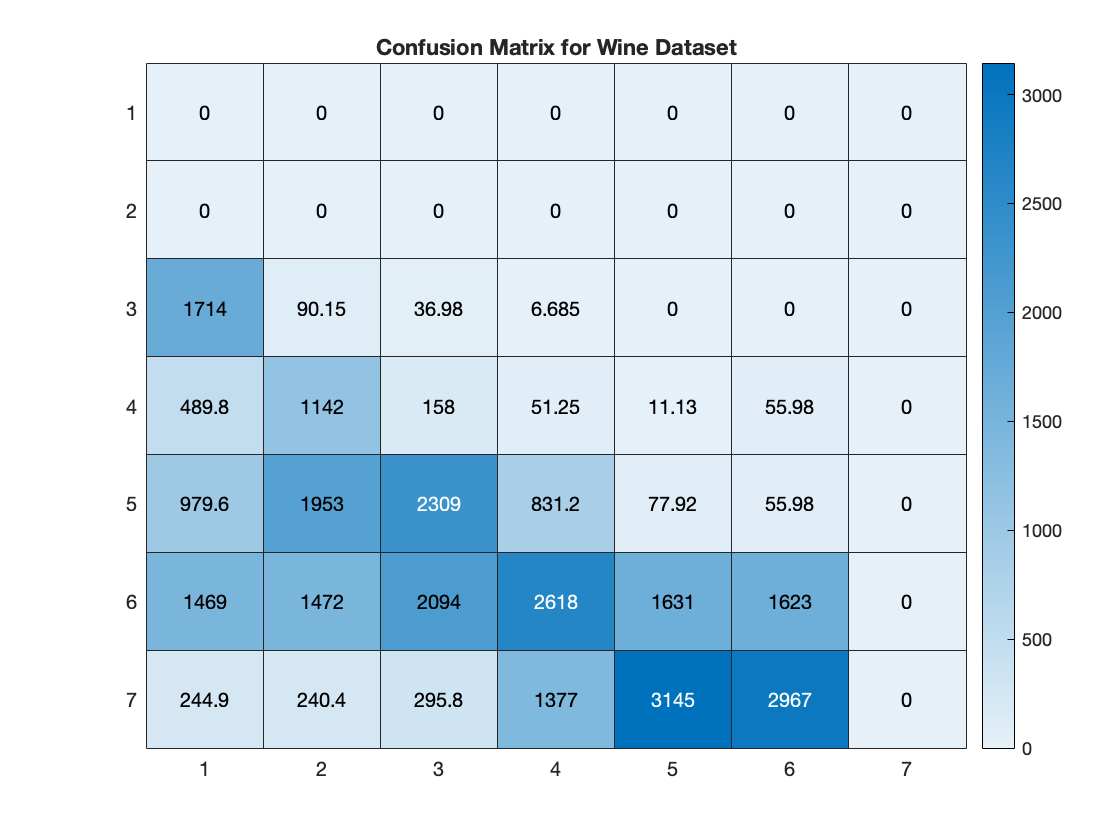 Confusion Matrix for Wine Dataset
1 0 0 0 0 0 0 0
2 0 0 0 0 0 0 0
3 1714 90.15 36.98 6.685 0 0 0
4 489.8 1142 158 51.25 11.13 55.98 0
5 979.6 1953 2309 831.2 77.92 55.98 0
6 1469 1472 2094 2618 1631 1623 0
7 244.9 240.4 295.8 1377 3145 2967 0
1 2 3 4 5 6 7
3000
2500
2000
1500
1000
500
0